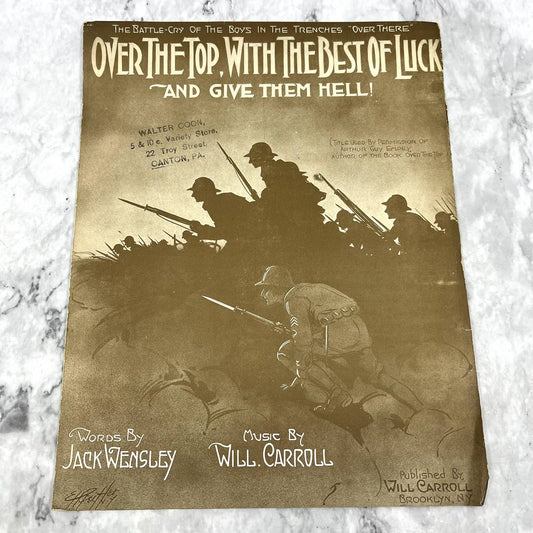 THE BATTLE-CRY OF THE BOYS IN THE TRENCHES "OVER THERE"
OVER THE TOP, WITH THE BEST OF LUCK
AND GIVE THEM HELL!
WALTER COON,
5 & 10 c. Variety Store,
22 Troy Street,
CANTON, PA.
(TITLE USED BY PERMISSION OF
ARTHUR GUY EMPEY,
AUTHOR OF THE BOOK OVER THE TOP
WORDS BY
JACK WENSLEY
MUSIC BY
WILL. CARROLL
PUBLISHED BY
WILL CARROLL
BROOKLYN, N.Y.